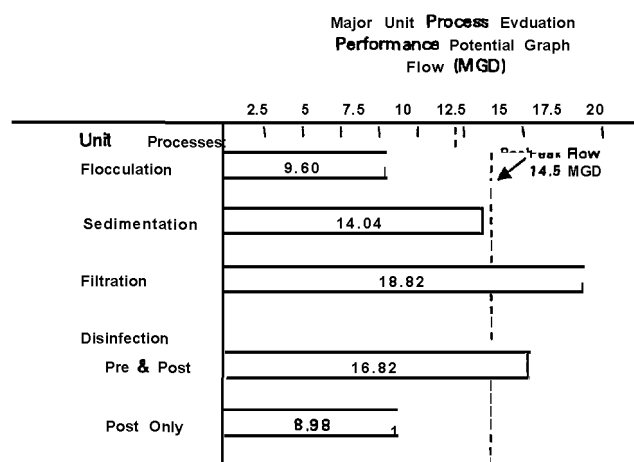 Major Unit Process Evduation
Performance Potential Graph
Flow (MGD)
2.5 5 7.5 10 12.5 15 17.5 20
Unit Processes
Peak Flow
14.5 MGD
Flocculation 9.60
Sedimentation 14.04
Filtration 18.82
Disinfection
Pre & Post 16.82
Post Only 8.98